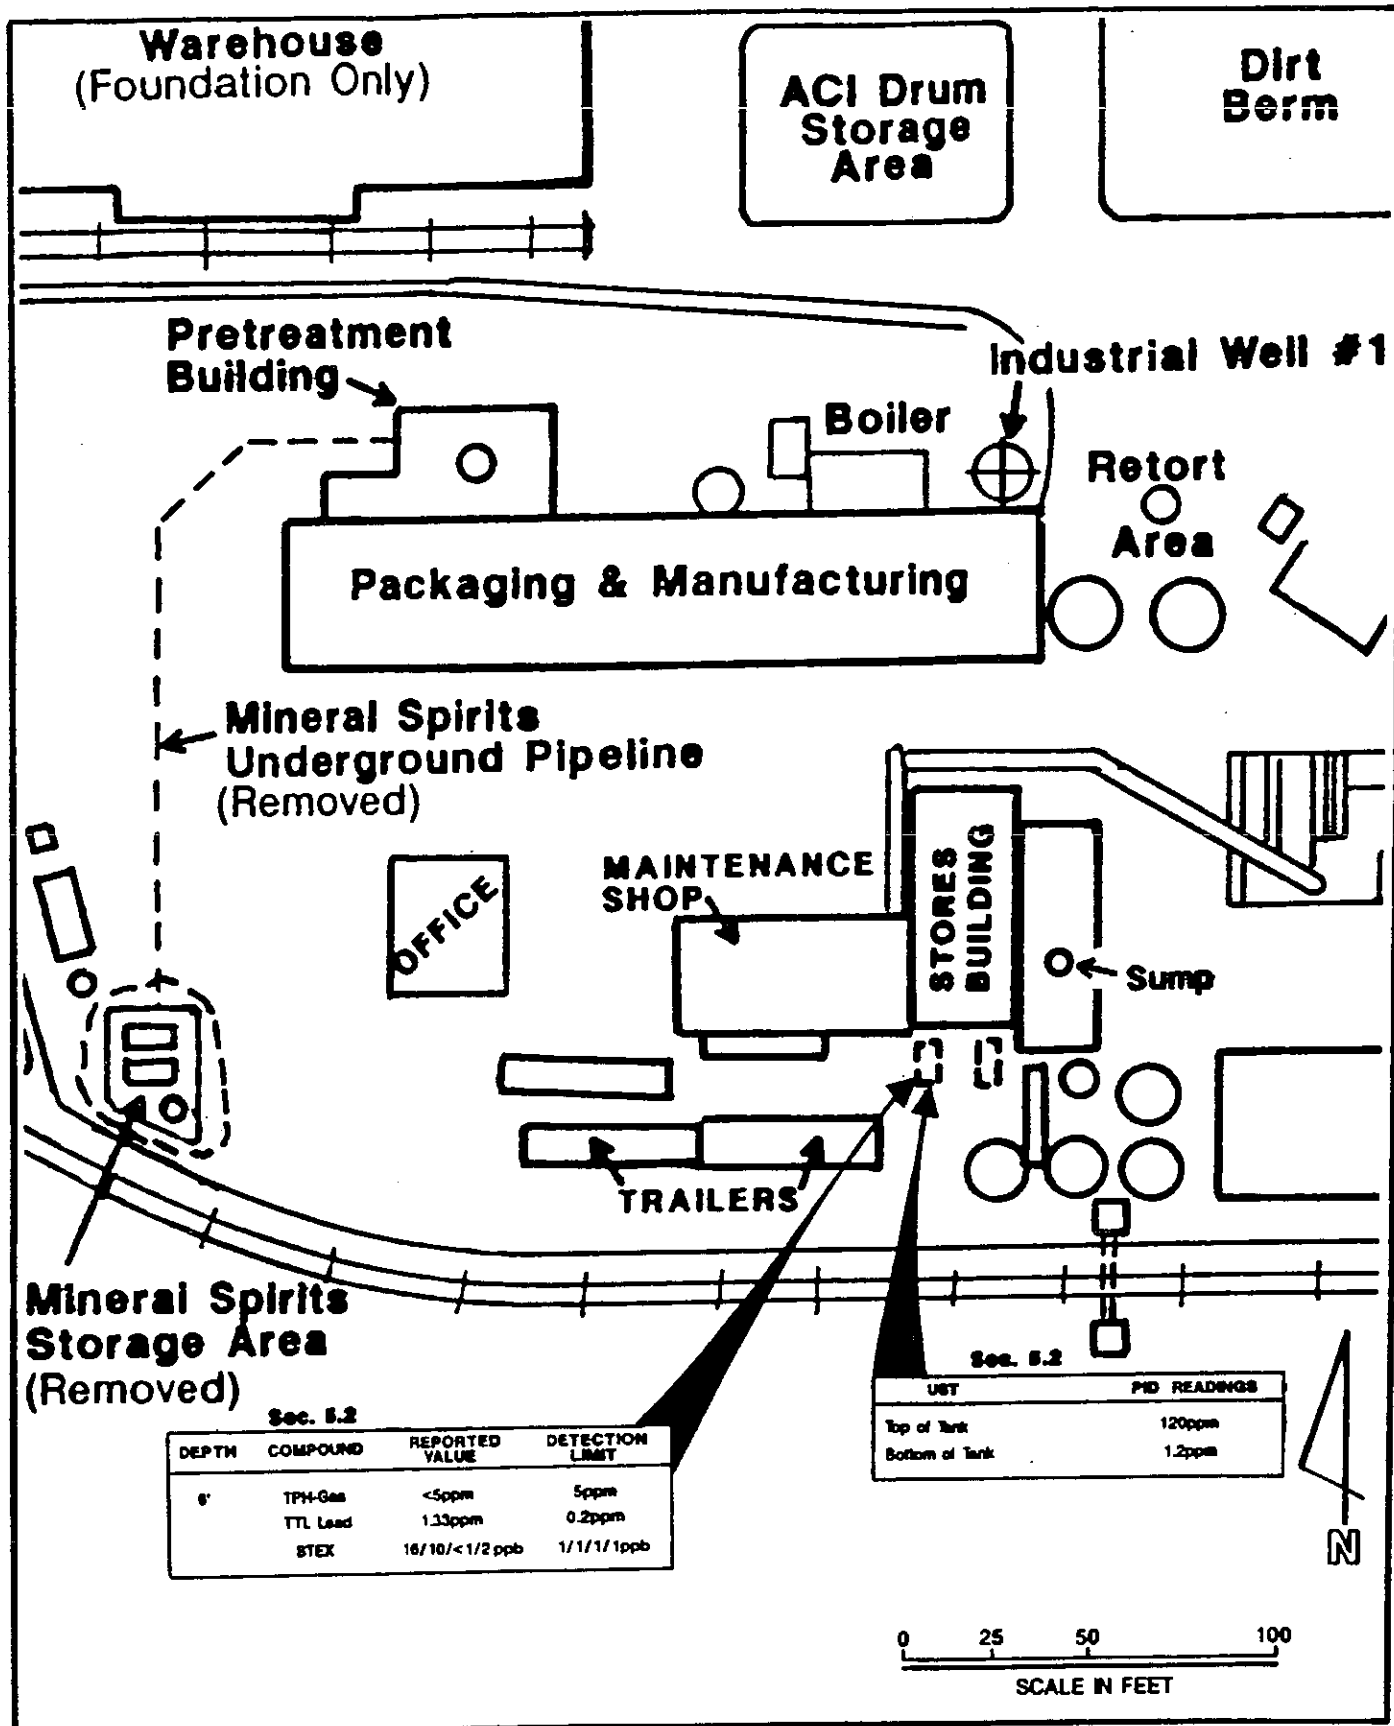 Warehouse
(Foundation Only)
ACI Drum
Storage
Area
Dirt
Berm
Pretreatment
Building
Industrial Well #1
Boiler
Retort
Area
Packaging & Manufacturing
Mineral Spirits
Underground Pipeline
(Removed)
MAINTENANCE
SHOP
STORES
BUILDING
OFFICE
Sump
TRAILERS
Mineral Spirits
Storage Area
(Removed)
Sec. 5.2
UST PID READINGS
Top of Tank 120ppm
Bottom of Tank 1.2ppm
Sec. 5.2
DEPTH COMPOUND REPORTED VALUE DETECTION LIMIT
6' TPH-Gas <5ppm 5ppm
TTL Lead 1.33ppm 0.2ppm
BTEX 16/10/<1/2 ppb 1/1/1/1ppb
N
0 25 50 100
SCALE IN FEET